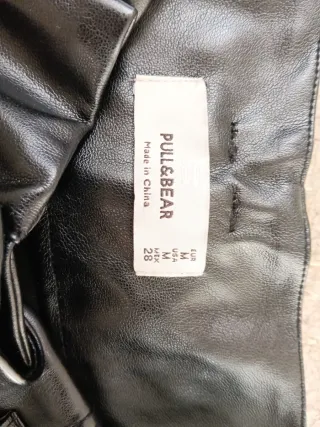 PULL&BEAR
Made in China
EUR M
USA M
MEX 28